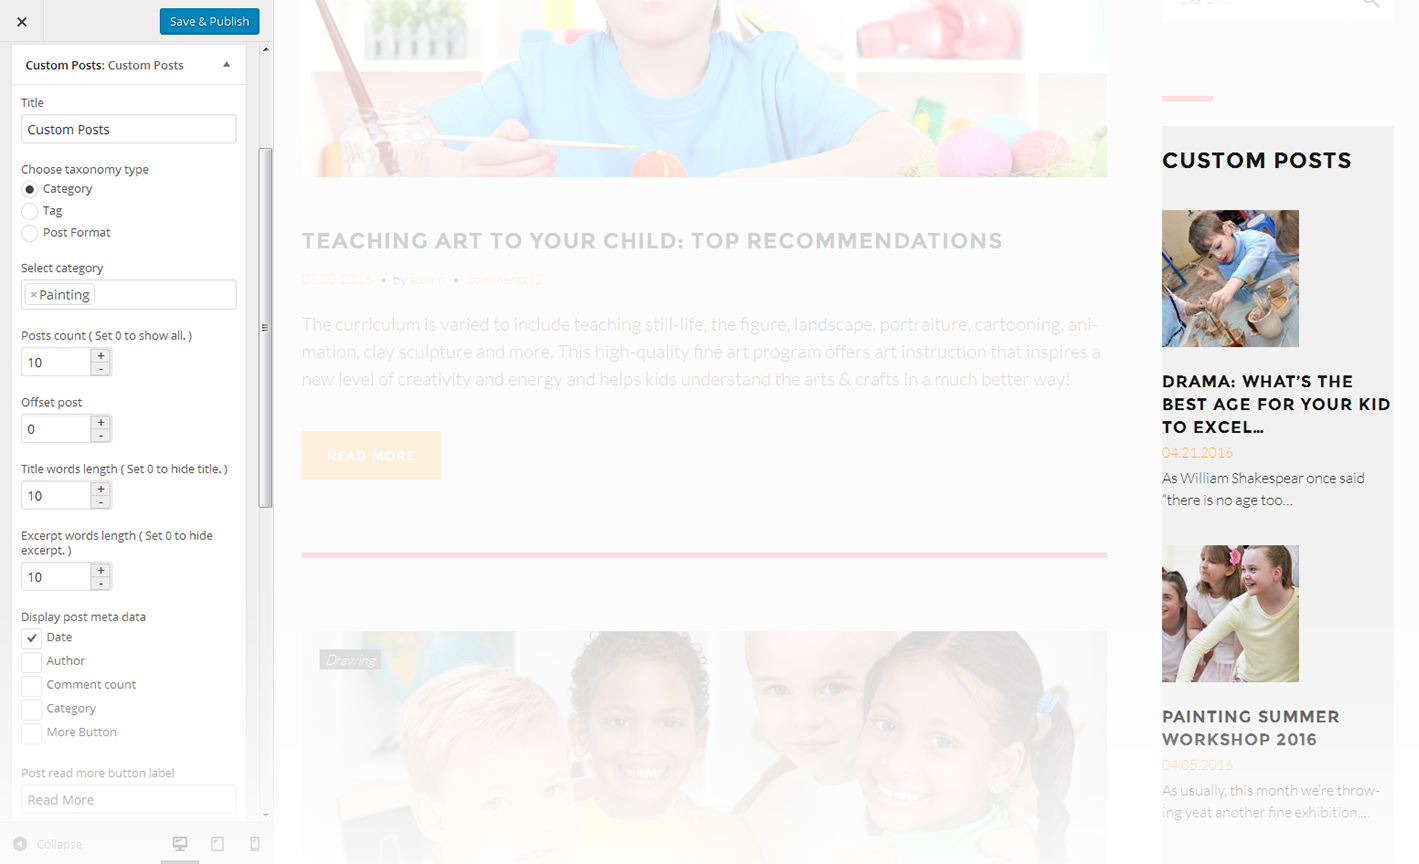 Save & Publish
Custom Posts: Custom Posts
Title
Custom Posts
Choose taxonomy type
Category
Tag
Post Format
Select category
×Painting
Posts count ( Set 0 to show all. )
10
+
-
Offset post
0
+
-
Title words length ( Set 0 to hide title. )
10
+
-
Excerpt words length ( Set 0 to hide
excerpt. )
10
+
-
Display post meta data
Date
Author
Comment count
Category
More Button
Post read more button label
Read More
Collapse
TEACHING ART TO YOUR CHILD: TOP RECOMMENDATIONS
05.03.2016 • by • comments (2)
The curriculum is varied to include teaching still-life, the figure, landscape, portraiture, cartooning, ani-
mation, clay sculpture and more. This high-quality fine art program offers art instruction that inspires a
new level of creativity and energy and helps kids understand the arts & crafts in a much better way!
READ MORE
Drawing
CUSTOM POSTS
DRAMA: WHAT'S THE
BEST AGE FOR YOUR KID
TO EXCEL…
04.21.2016
As William Shakespear once said
“there is no age too…
PAINTING SUMMER
WORKSHOP 2016
04.05.2016
As usually, this month we’re throw-
ing yeat another fine exhibition,…